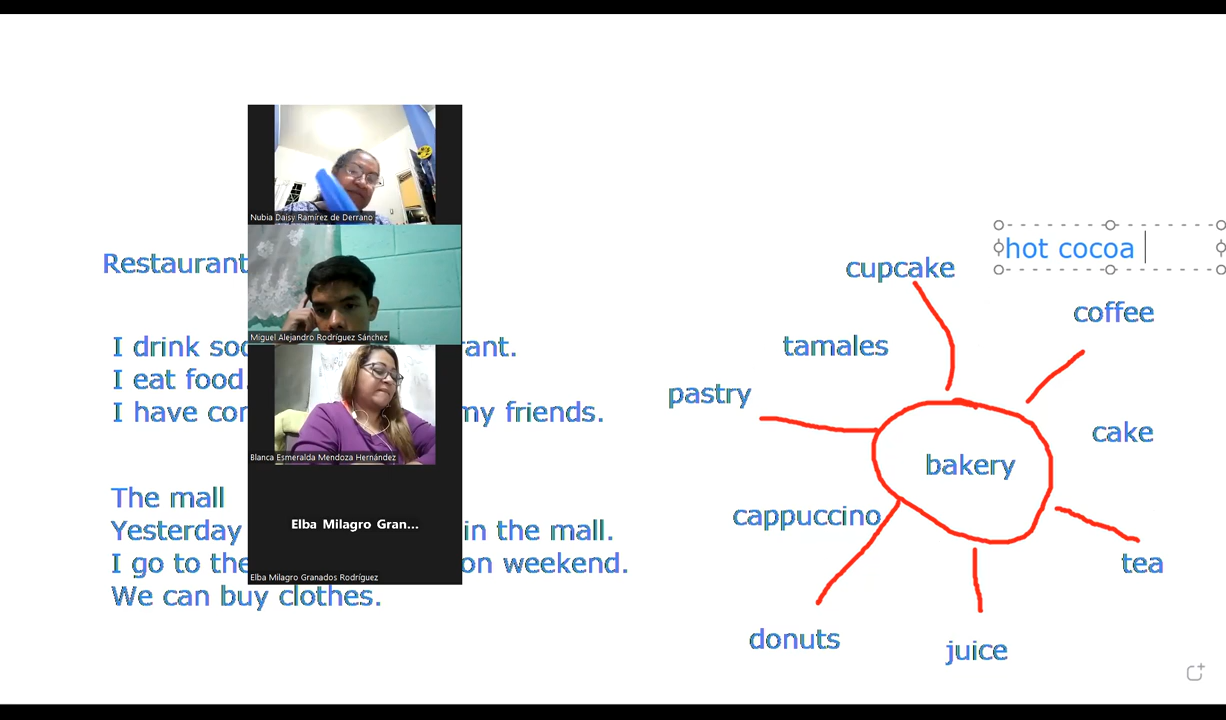 Nubia Daisy Ramírez de Derrano
Miguel Alejandro Rodríguez Sánchez
Blanca Esmeralda Mendoza Hernández
Elba Milagro Gran...
Elba Milagro Granados Rodríguez
Restaurant
I drink soc rant.
I eat food
I have con my friends.
The mall
Yesterday in the mall.
I go to the on weekend.
We can buy clothes.
hot cocoa
cupcake
coffee
tamales
pastry
cake
bakery
cappuccino
tea
donuts
juice